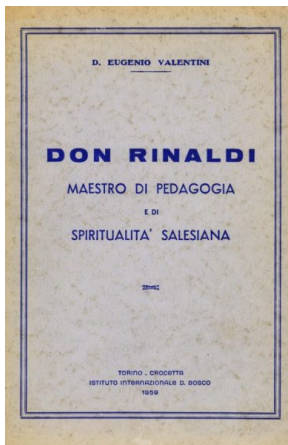 D. EUGENIO VALENTINI
DON RINALDI
MAESTRO DI PEDAGOGIA
E DI
SPIRITUALITA' SALESIANA
TORINO - CROCETTA
ISTITUTO INTERNAZIONALE D. BOSCO
1959